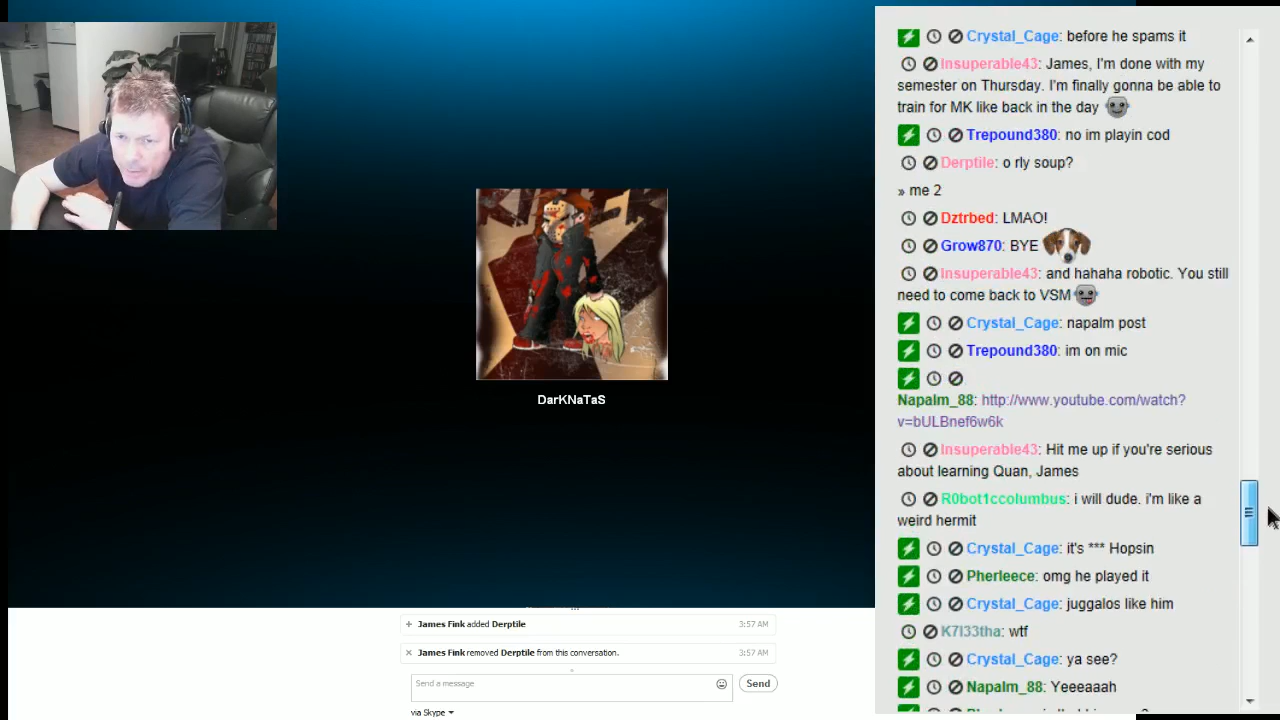 Crystal_Cage: before he spams it
Insuperable43: James, I'm done with my
semester on Thursday. I'm finally gonna be able to
train for MK like back in the day
Trepound380: no im playin cod
Derptile: o rly soup?
» me 2
Dztrbed: LMAO!
Grow870: BYE
Insuperable43: and hahaha robotic. You still
need to come back to VSM
Crystal_Cage: napalm post
Trepound380: im on mic
Napalm_88: http://www.youtube.com/watch?
v=bULBnef6w6k
Insuperable43: Hit me up if you're serious
about learning Quan, James
R0bot1ccolumbus: i will dude. i'm like a
weird hermit
Crystal_Cage: it's *** Hopsin
Pherleece: omg he played it
Crystal_Cage: juggalos like him
K7l33tha: wtf
Crystal_Cage: ya see?
Napalm_88: Yeeeaaah
DarKNaTaS
James Fink added Derptile 3:57 AM
James Fink removed Derptile from this conversation. 3:57 AM
Send a message
Send
via Skype